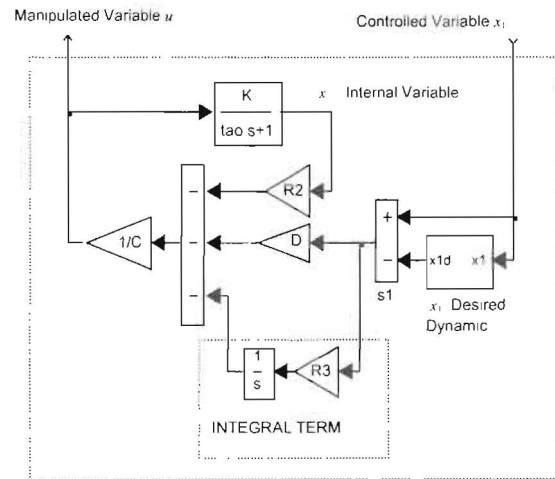 Manipulated Variable u
Controlled Variable x₁
K
tao s+1
x Internal Variable
R2
D
1/C
−
−
−
+
−
s1
x1d x1
x₁ Desired
Dynamic
1
s
R3
INTEGRAL TERM